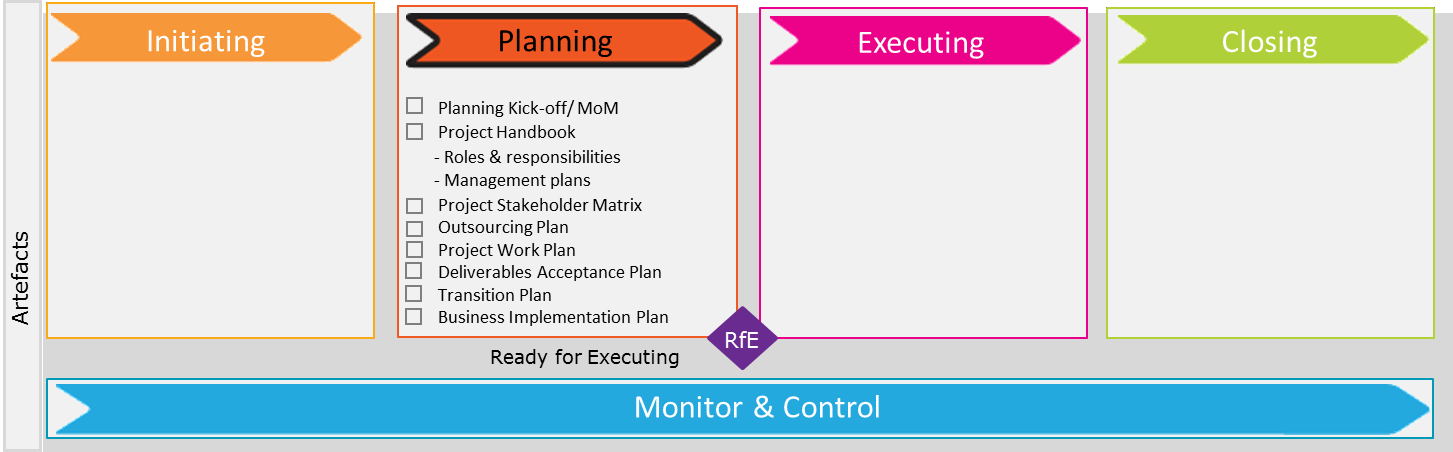 Initiating
Planning
Executing
Closing
Planning Kick-off/ MoM
Project Handbook
- Roles & responsibilities
- Management plans
Project Stakeholder Matrix
Outsourcing Plan
Project Work Plan
Deliverables Acceptance Plan
Transition Plan
Business Implementation Plan
Artefacts
RfE
Ready for Executing
Monitor & Control